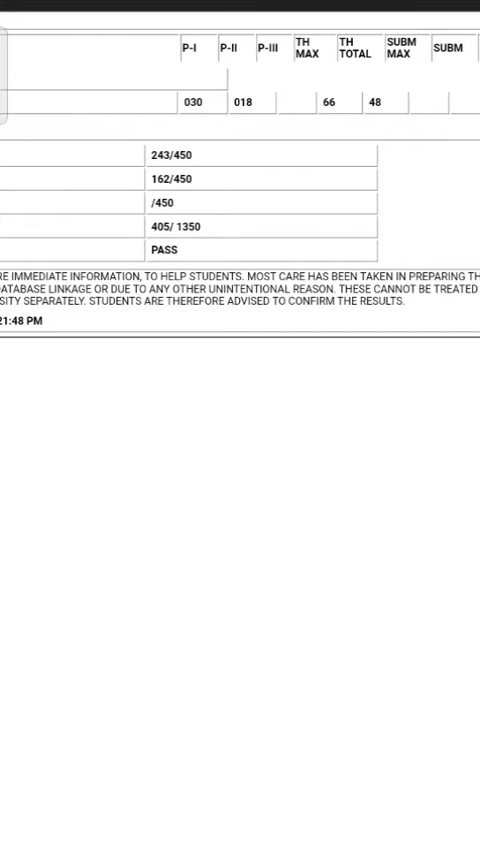 P-I P-II P-III TH MAX TH TOTAL SUBM MAX SUBM
030 018 66 48
243/450
162/450
/450
405/ 1350
PASS
RE IMMEDIATE INFORMATION, TO HELP STUDENTS. MOST CARE HAS BEEN TAKEN IN PREPARING TH
DATABASE LINKAGE OR DUE TO ANY OTHER UNINTENTIONAL REASON. THESE CANNOT BE TREATED
SITY SEPARATELY. STUDENTS ARE THEREFORE ADVISED TO CONFIRM THE RESULTS.
21:48 PM